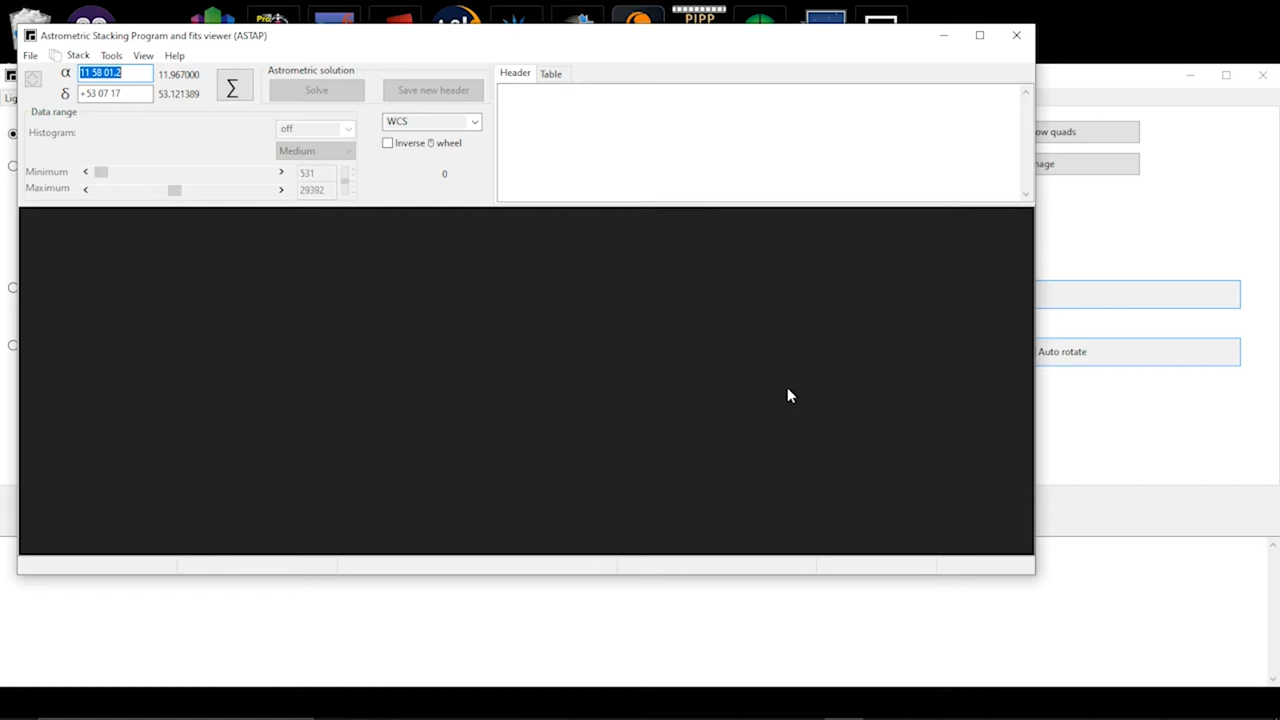 PIPP
Astrometric Stacking Program and fits viewer (ASTAP)
File Stack Tools View Help
α 11 58 01.2 11.967000
δ +53 07 17 53.121389
∑
Astrometric solution
Solve
Save new header
Data range
Histogram:
off
Medium
Minimum < > 531
Maximum < > 29392
WCS
Inverse wheel
0
Header Table
ow quads
nage
Auto rotate